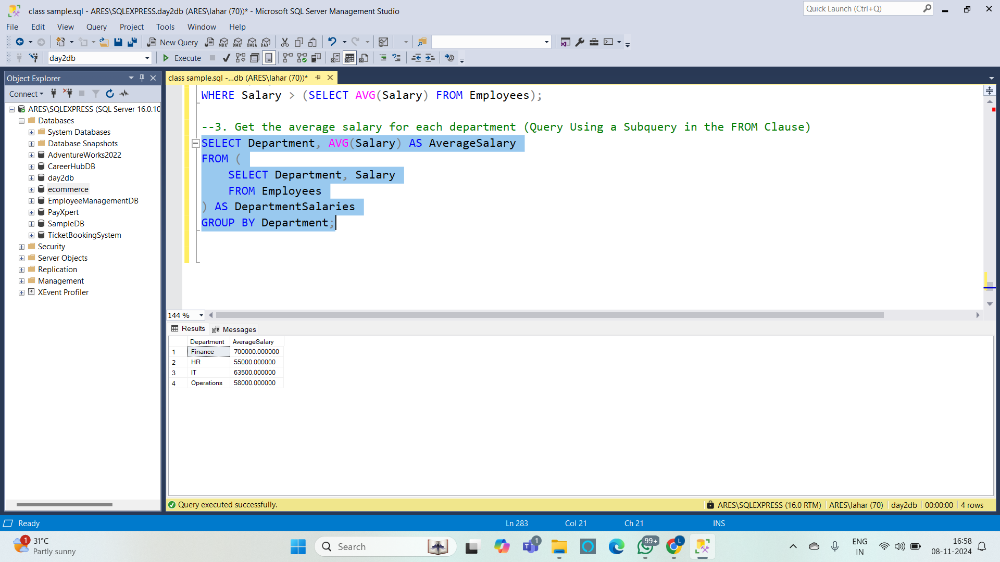 class sample.sql - ARES\SQLEXPRESS.day2db (ARES\lahar (70))* - Microsoft SQL Server Management Studio
Quick Launch (Ctrl+Q)
File Edit View Query Project Tools Window Help
New Query
MDX DMX XMLA DAX
day2db
Execute
Object Explorer
class sample.sql -...db (ARES\lahar (70))*
Connect
ARES\SQLEXPRESS (SQL Server 16.0.10
Databases
System Databases
Database Snapshots
AdventureWorks2022
CareerHubDB
day2db
ecommerce
EmployeeManagementDB
PayXpert
SampleDB
TicketBookingSystem
Security
Server Objects
Replication
Management
XEvent Profiler
WHERE Salary > (SELECT AVG(Salary) FROM Employees);
--3. Get the average salary for each department (Query Using a Subquery in the FROM Clause)
SELECT Department, AVG(Salary) AS AverageSalary
FROM (
SELECT Department, Salary
FROM Employees
) AS DepartmentSalaries
GROUP BY Department;
144 %
Results Messages
Department AverageSalary
1 Finance 700000.000000
2 HR 55000.000000
3 IT 63500.000000
4 Operations 58000.000000
Query executed successfully.
ARES\SQLEXPRESS (16.0 RTM) ARES\lahar (70) day2db 00:00:00 4 rows
Ready
Ln 283 Col 21 Ch 21 INS
1
31°C
Partly sunny
Search
1
99+
L
ENG
IN
16:58
08-11-2024